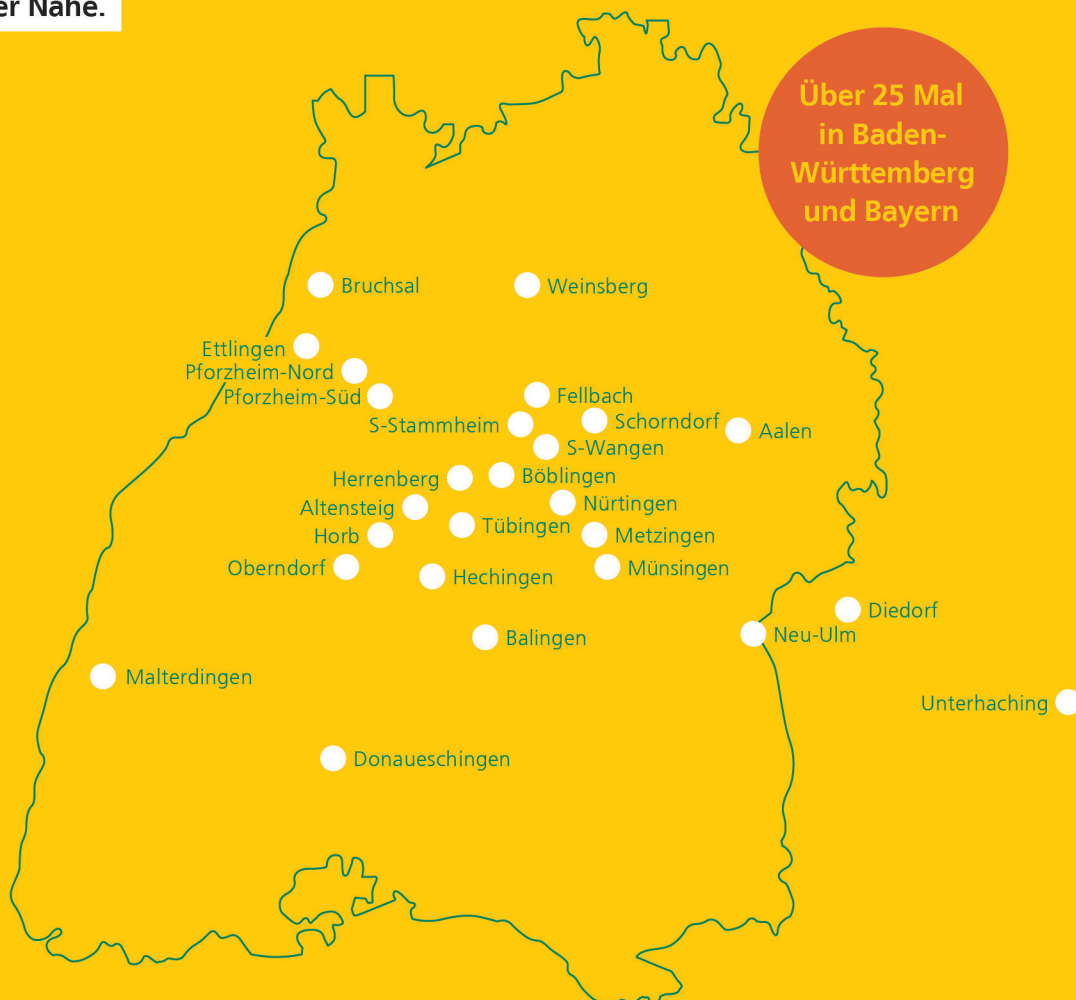 er Nähe.
Über 25 Mal
in Baden-
Württemberg
und Bayern
Bruchsal
Weinsberg
Ettlingen
Pforzheim-Nord
Pforzheim-Süd
Fellbach
S-Stammheim
Schorndorf
Aalen
S-Wangen
Herrenberg
Böblingen
Altensteig
Nürtingen
Horb
Tübingen
Metzingen
Oberndorf
Hechingen
Münsingen
Diedorf
Balingen
Neu-Ulm
Malterdingen
Unterhaching
Donaueschingen